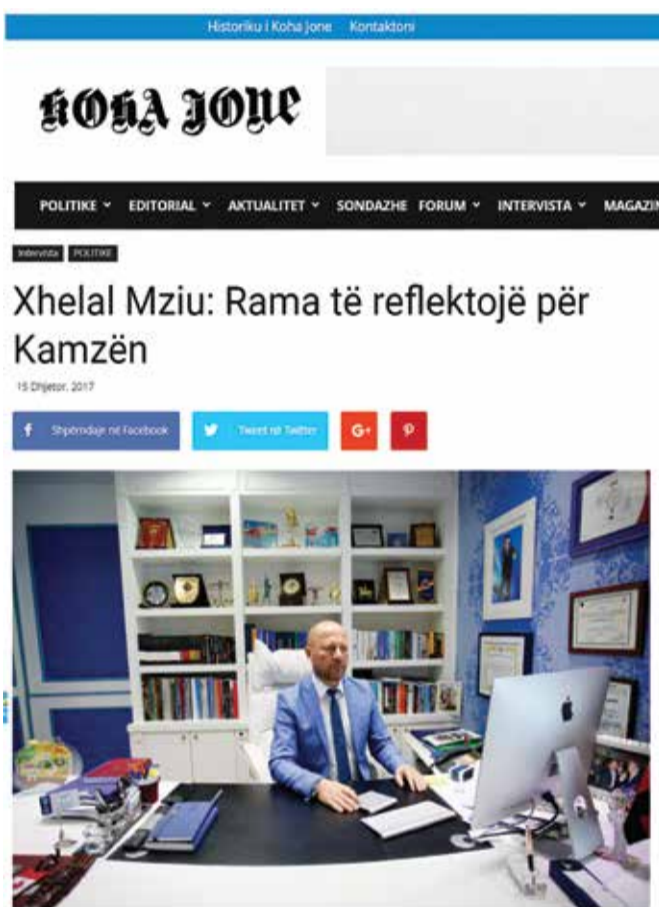 Historiku i Koha Jone Kontaktoni
KOHA JONE
POLITIKE EDITORIAL AKTUALITET SONDAZHE FORUM INTERVISTA MAGAZIN
Intervista POLITIKE
Xhelal Mziu: Rama të reflektojë për
Kamzën
15 Dhjetor, 2017
f Shpërndaje në Facebook Tweet në Twitter G+